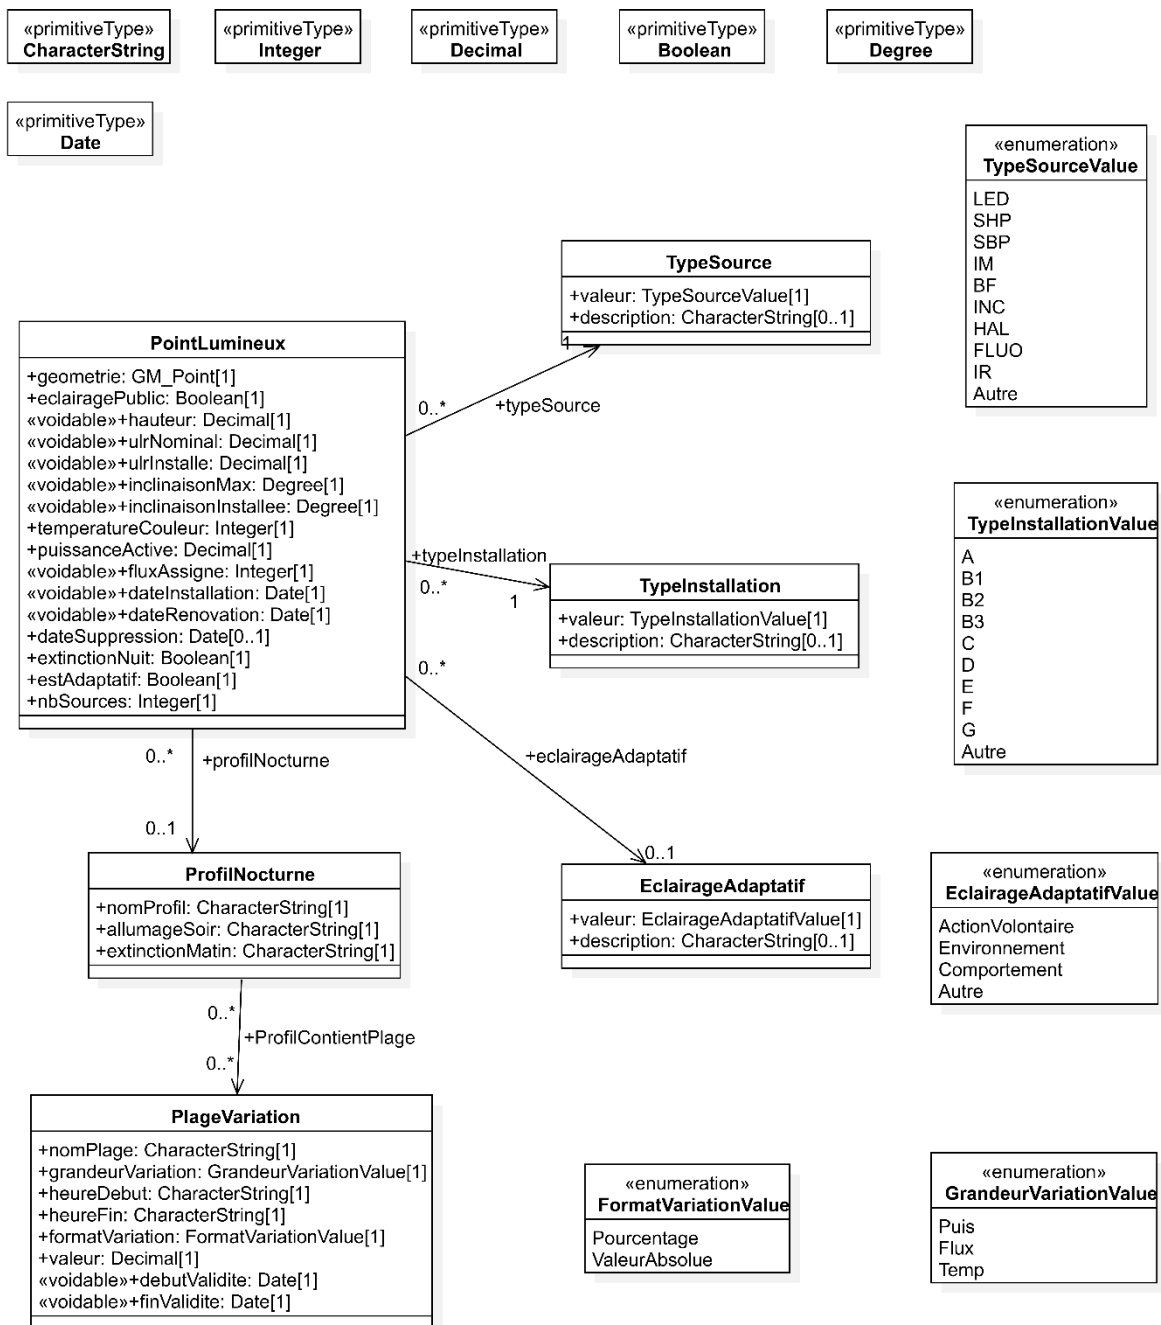 «primitiveType»
CharacterString
«primitiveType»
Integer
«primitiveType»
Decimal
«primitiveType»
Boolean
«primitiveType»
Degree
«primitiveType»
Date
«enumeration»
TypeSourceValue
LED
SHP
SBP
IM
BF
INC
HAL
FLUO
IR
Autre
TypeSource
+valeur: TypeSourceValue[1]
+description: CharacterString[0..1]
1
0..*
+typeSource
PointLumineux
+geometrie: GM_Point[1]
+eclairagePublic: Boolean[1]
«voidable»+hauteur: Decimal[1]
«voidable»+ulrNominal: Decimal[1]
«voidable»+ulrInstalle: Decimal[1]
«voidable»+inclinaisonMax: Degree[1]
«voidable»+inclinaisonInstallee: Degree[1]
+temperatureCouleur: Integer[1]
+puissanceActive: Decimal[1]
«voidable»+fluxAssigne: Integer[1]
«voidable»+dateInstallation: Date[1]
«voidable»+dateRenovation: Date[1]
+dateSuppression: Date[0..1]
+extinctionNuit: Boolean[1]
+estAdaptatif: Boolean[1]
+nbSources: Integer[1]
+typeInstallation
0..*
1
TypeInstallation
+valeur: TypeInstallationValue[1]
+description: CharacterString[0..1]
«enumeration»
TypeInstallationValue
A
B1
B2
B3
C
D
E
F
G
Autre
0..*
+eclairageAdaptatif
0..1
0..*
+profilNocturne
0..1
ProfilNocturne
+nomProfil: CharacterString[1]
+allumageSoir: CharacterString[1]
+extinctionMatin: CharacterString[1]
EclairageAdaptatif
+valeur: EclairageAdaptatifValue[1]
+description: CharacterString[0..1]
«enumeration»
EclairageAdaptatifValue
ActionVolontaire
Environnement
Comportement
Autre
0..*
+ProfilContientPlage
0..*
PlageVariation
+nomPlage: CharacterString[1]
+grandeurVariation: GrandeurVariationValue[1]
+heureDebut: CharacterString[1]
+heureFin: CharacterString[1]
+formatVariation: FormatVariationValue[1]
+valeur: Decimal[1]
«voidable»+debutValidite: Date[1]
«voidable»+finValidite: Date[1]
«enumeration»
FormatVariationValue
Pourcentage
ValeurAbsolue
«enumeration»
GrandeurVariationValue
Puis
Flux
Temp